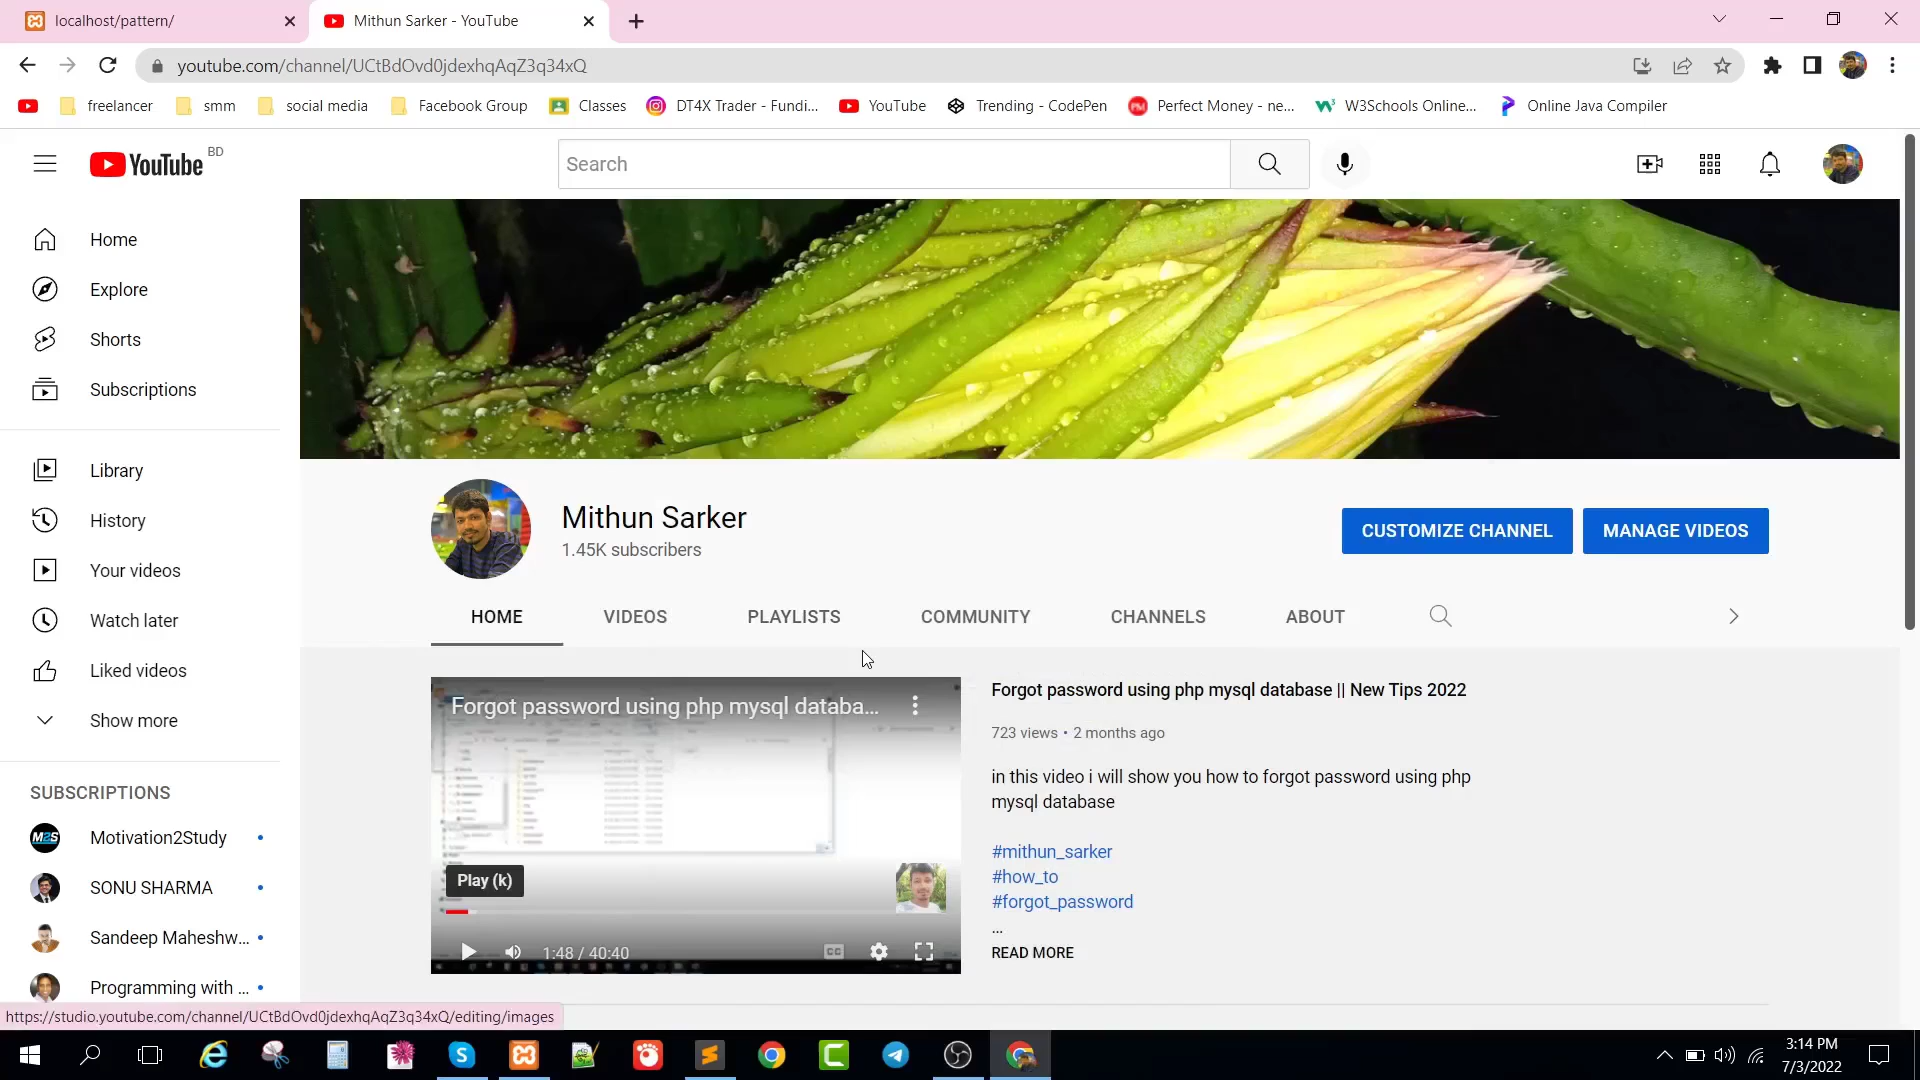 localhost/pattern/
Mithun Sarker - YouTube
youtube.com/channel/UCtBdOvd0jdexhqAqZ3q34xQ
freelancer
smm
social media
Facebook Group
Classes
DT4X Trader - Fundi...
YouTube
Trending - CodePen
PM
Perfect Money - ne...
W3Schools Online...
Online Java Compiler
YouTube BD
Search
Home
Explore
Shorts
Subscriptions
Library
History
Your videos
Watch later
Liked videos
Show more
SUBSCRIPTIONS
M2S
Motivation2Study
SONU SHARMA
Sandeep Maheshw...
Programming with ...
Mithun Sarker
1.45K subscribers
CUSTOMIZE CHANNEL
MANAGE VIDEOS
HOME
VIDEOS
PLAYLISTS
COMMUNITY
CHANNELS
ABOUT
Forgot password using php mysql databa...
Play (k)
1:48 / 40:40
CC
Forgot password using php mysql database || New Tips 2022
723 views • 2 months ago
in this video i will show you how to forgot password using php
mysql database
#mithun_sarker
#how_to
#forgot_password
...
READ MORE
https://studio.youtube.com/channel/UCtBdOvd0jdexhqAqZ3q34xQ/editing/images
3:14 PM
7/3/2022